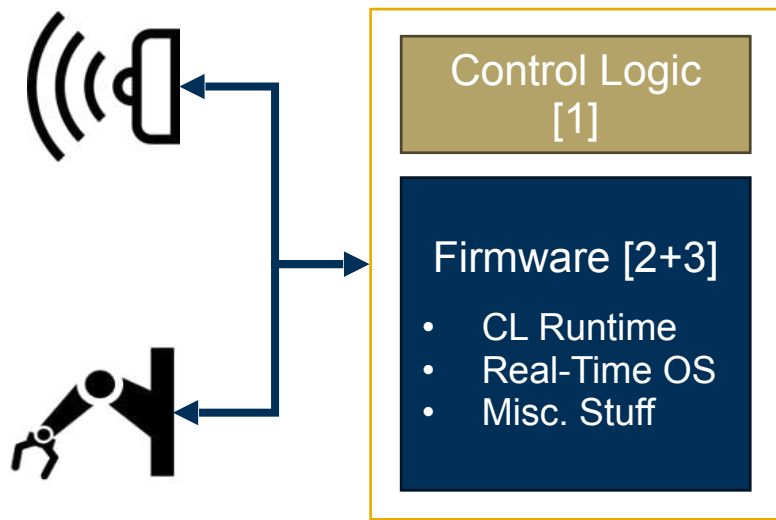 Control Logic
[1]
Firmware [2+3]
• CL Runtime
• Real-Time OS
• Misc. Stuff